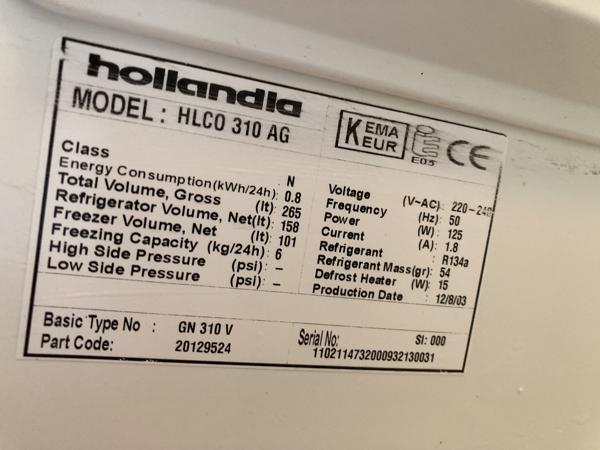 hollandia
MODEL : HLCO 310 AG
KEMA KEUR
E05
CE
Class : N
Energy Consumption(kWh/24h): 0.8
Total Volume, Gross (lt): 265
Refrigerator Volume, Net(lt): 158
Freezer Volume, Net (lt): 101
Freezing Capacity (kg/24h): 6
High Side Pressure (psi): –
Low Side Pressure (psi): –
Voltage (V~AC): 220-240
Frequency (Hz): 50
Power (W): 125
Current (A): 1.8
Refrigerant : R134a
Refrigerant Mass(gr): 54
Defrost Heater (W): 15
Production Date : 12/8/03
Basic Type No : GN 310 V
Part Code: 20129524
Serial No: SI: 000
1102114732000932130031